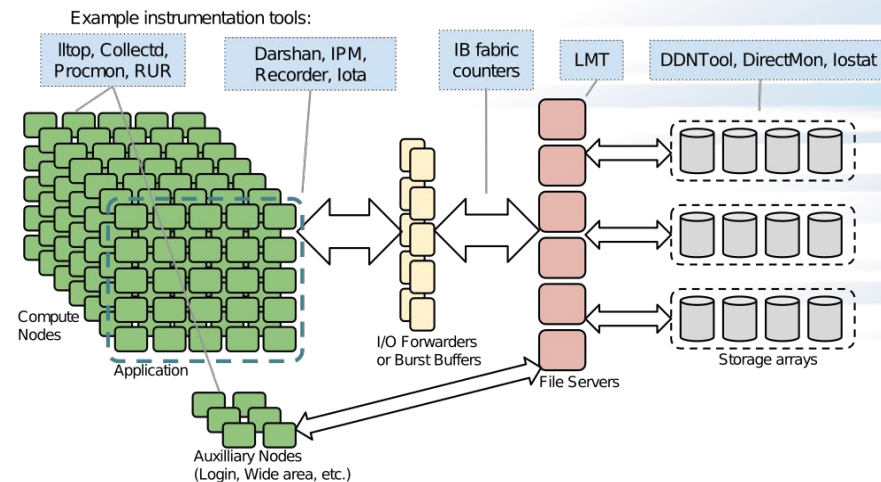 Example instrumentation tools:
lltop, Collectd,
Procmon, RUR
Darshan, IPM,
Recorder, Iota
IB fabric
counters
LMT
DDNTool, DirectMon, Iostat
Compute
Nodes
Application
I/O Forwarders
or Burst Buffers
File Servers
Storage arrays
Auxilliary Nodes
(Login, Wide area, etc.)